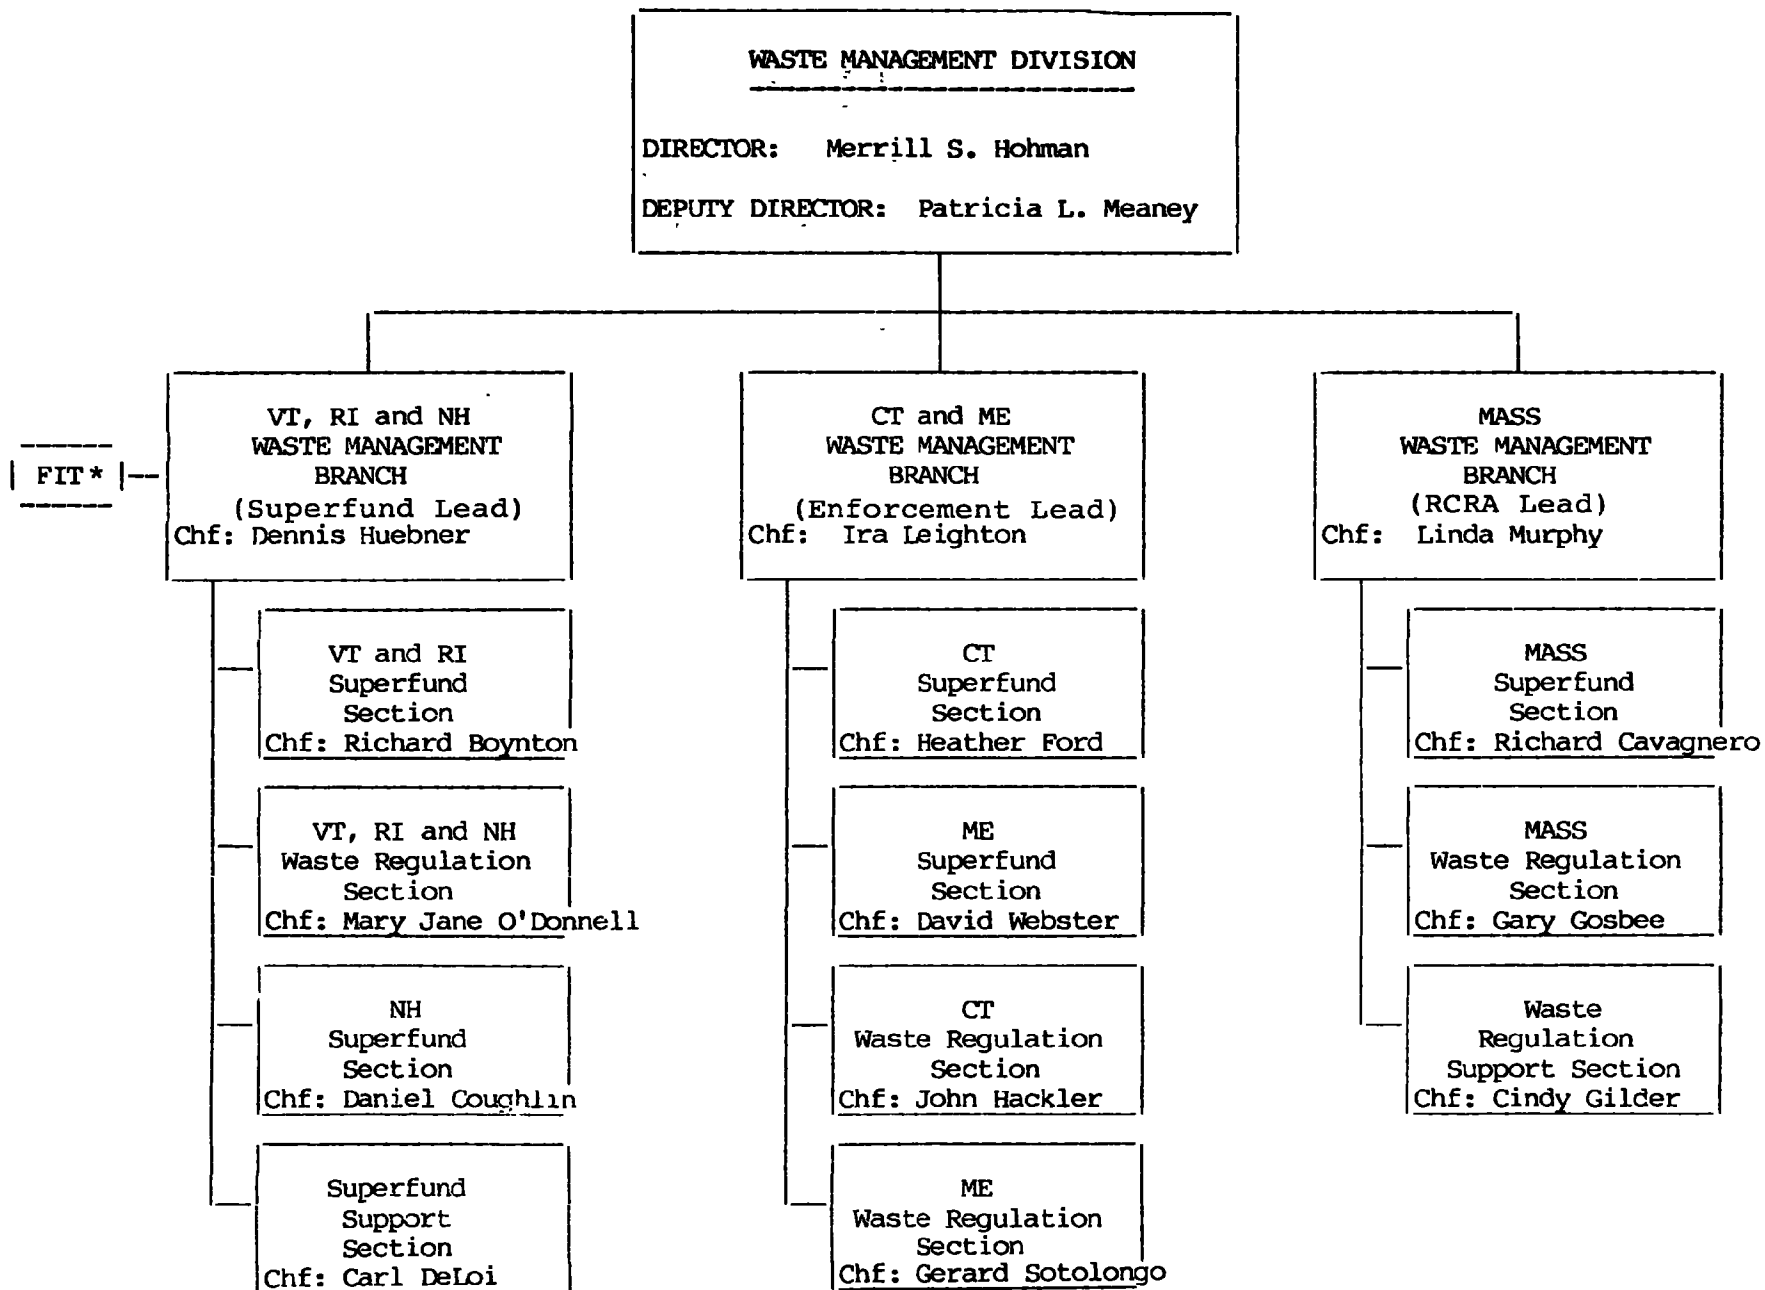 WASTE MANAGEMENT DIVISION
DIRECTOR: Merrill S. Hohman
DEPUTY DIRECTOR: Patricia L. Meaney
FIT*
VT, RI and NH
WASTE MANAGEMENT
BRANCH
(Superfund Lead)
Chf: Dennis Huebner
VT and RI
Superfund
Section
Chf: Richard Boynton
VT, RI and NH
Waste Regulation
Section
Chf: Mary Jane O'Donnell
NH
Superfund
Section
Chf: Daniel Coughlin
Superfund
Support
Section
Chf: Carl DeLoi
CT and ME
WASTE MANAGEMENT
BRANCH
(Enforcement Lead)
Chf: Ira Leighton
CT
Superfund
Section
Chf: Heather Ford
ME
Superfund
Section
Chf: David Webster
CT
Waste Regulation
Section
Chf: John Hackler
ME
Waste Regulation
Section
Chf: Gerard Sotolongo
MASS
WASTE MANAGEMENT
BRANCH
(RCRA Lead)
Chf: Linda Murphy
MASS
Superfund
Section
Chf: Richard Cavagnero
MASS
Waste Regulation
Section
Chf: Gary Gosbee
Waste
Regulation
Support Section
Chf: Cindy Gilder